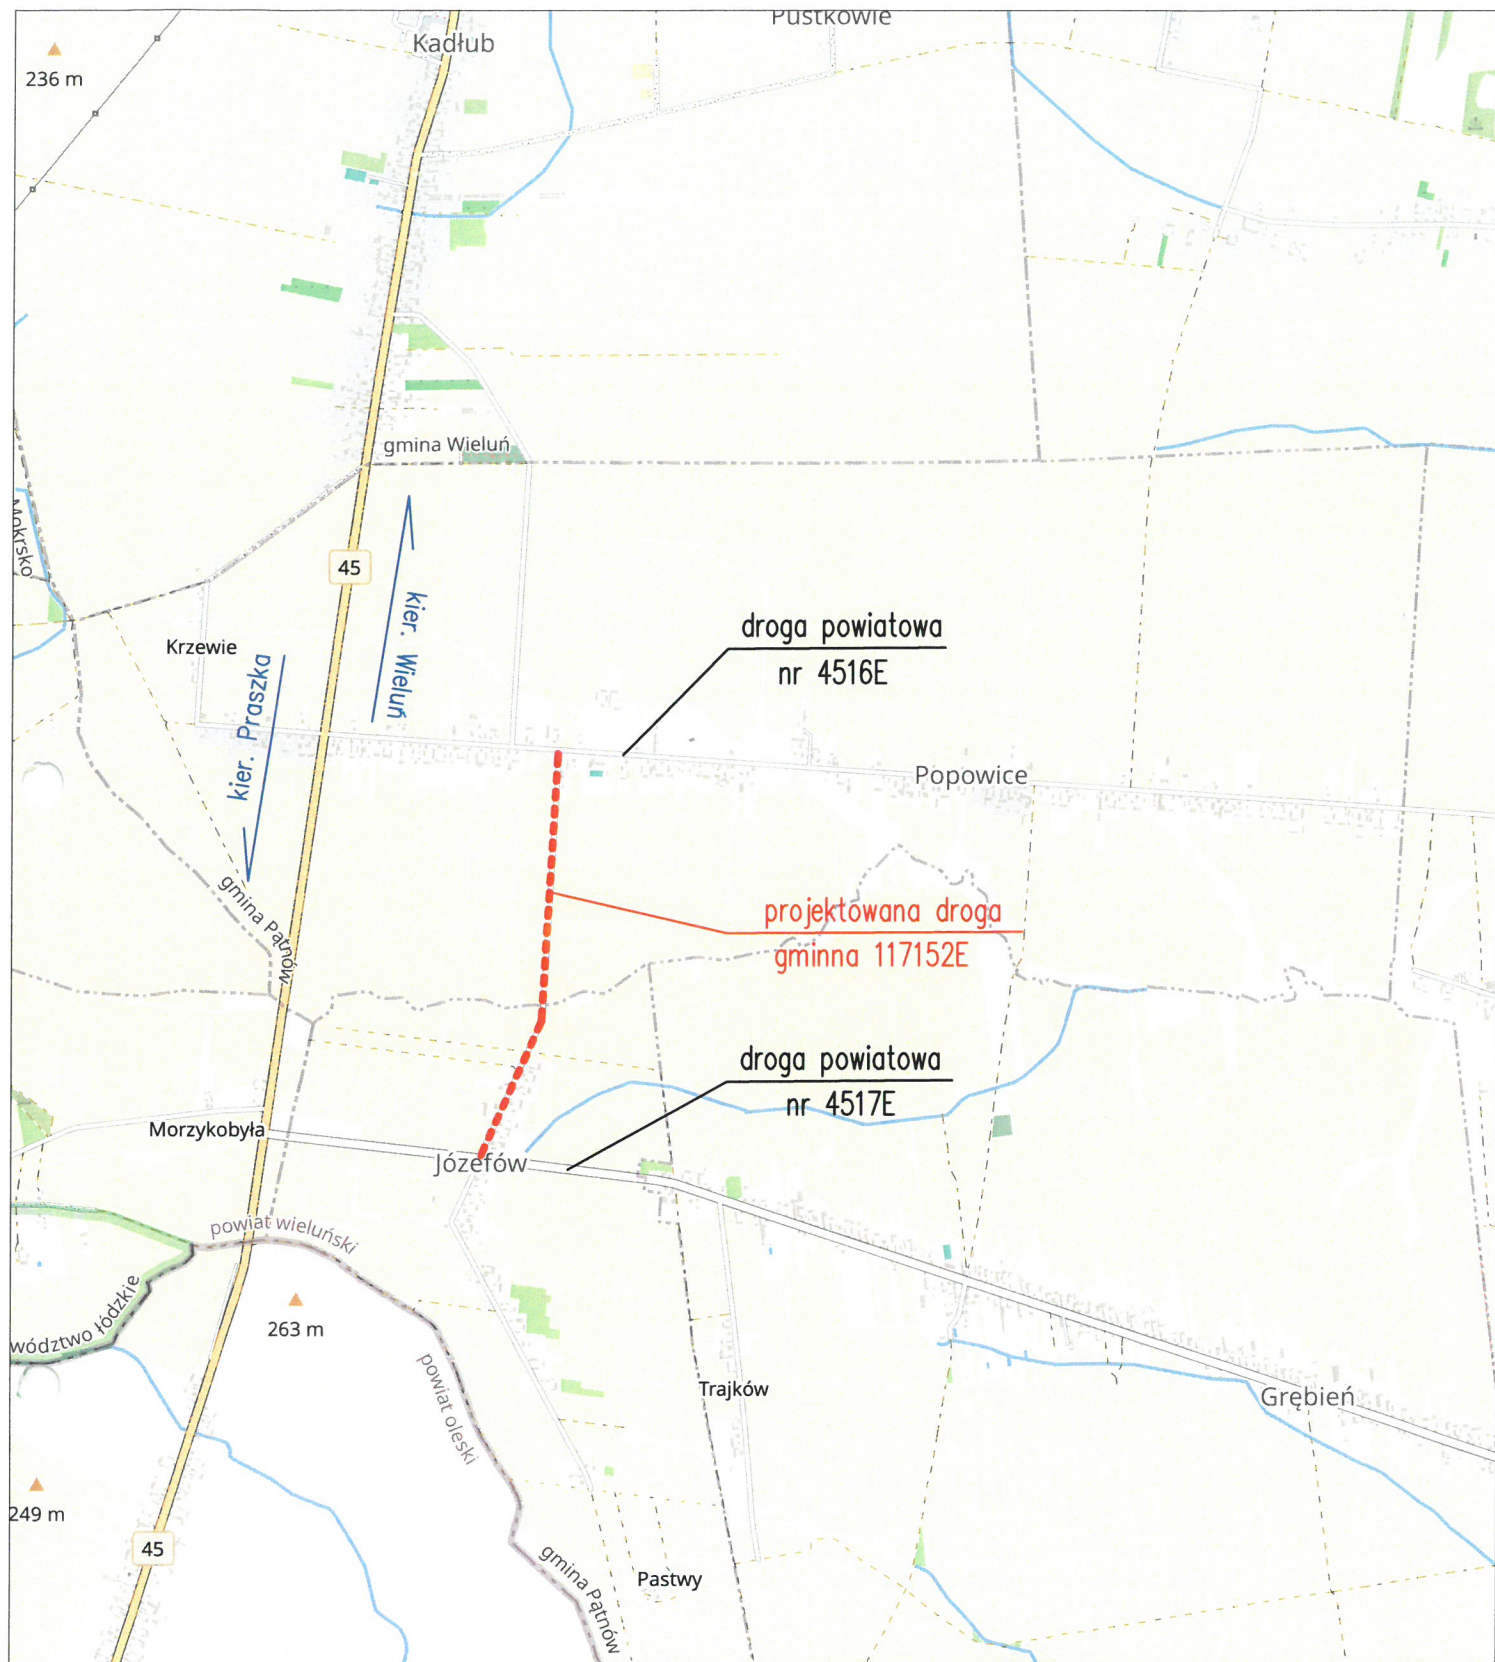 Pustkowie
Kadłub
236 m
gmina Wieluń
Mokrsko
45
kier. Wieluń
Krzewie
kier. Praszka
droga powiatowa
nr 4516E
Popowice
gmina Pątnów
projektowana droga
gminna 117152E
droga powiatowa
nr 4517E
Morzykobyła
Józefów
powiat wieluński
wództwo łódzkie
263 m
powiat oleski
Trajków
Grębień
249 m
45
gmina Pątnów
Pastwy